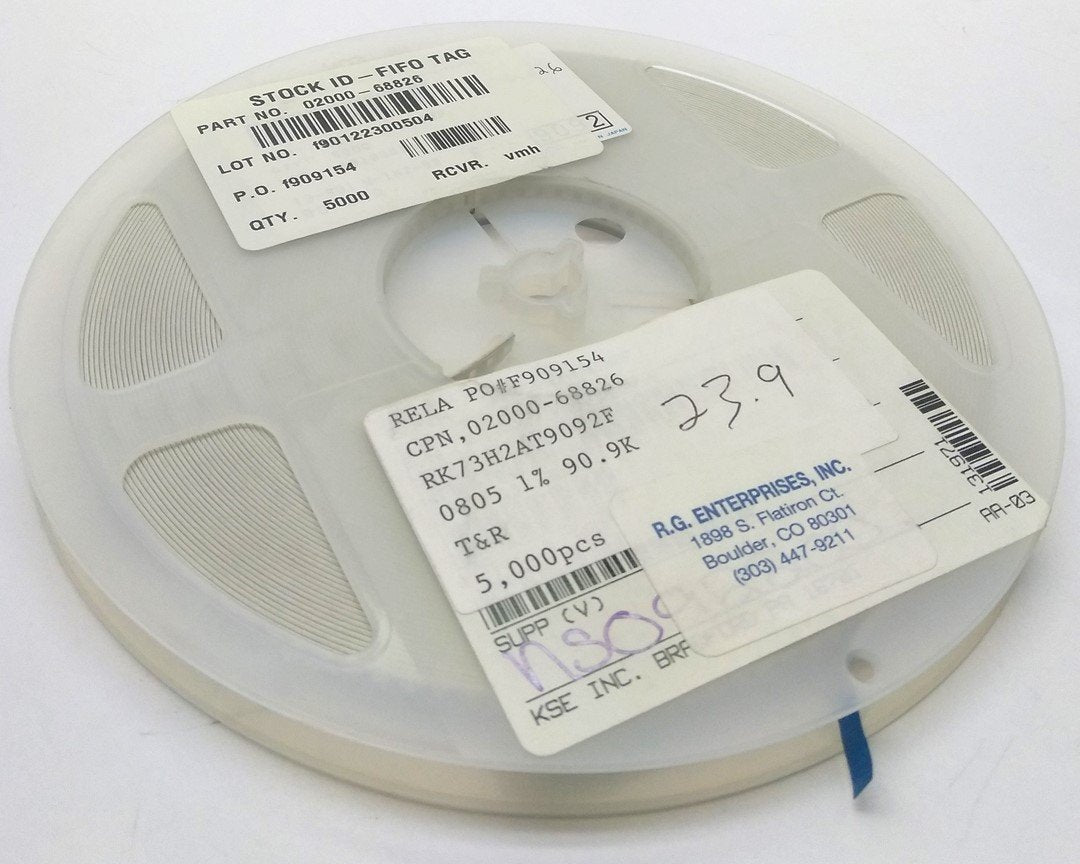 STOCK ID – FIFO TAG
PART NO. 02000-68826
LOT NO. f90122300504
P.O. f909154
RCVR. vmh
QTY. 5000
26
2
N JAPAN
RELA PO#F909154
CPN,02000-68826
RK73H2AT9092F
0805 1% 90.9K
T&R
5,000pcs
23.9
R.G. ENTERPRISES, INC.
1898 S. Flatiron Ct.
Boulder, CO 80301
(303) 447-9211
SUPP (V)
KSE INC.
AA-03